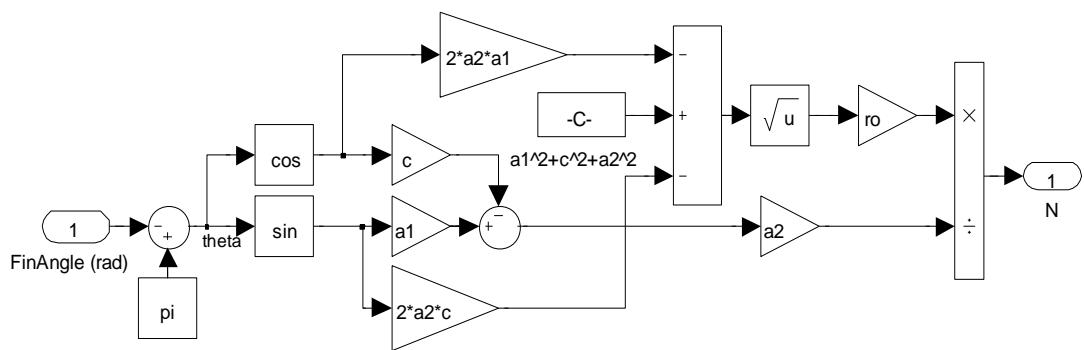 2*a2*a1
-
-C-
+
a1^2+c^2+a2^2
-
√u
ro
×
÷
1
N
cos
c
-
+
sin
a1
a2
2*a2*c
1
FinAngle (rad)
-
+
theta
pi